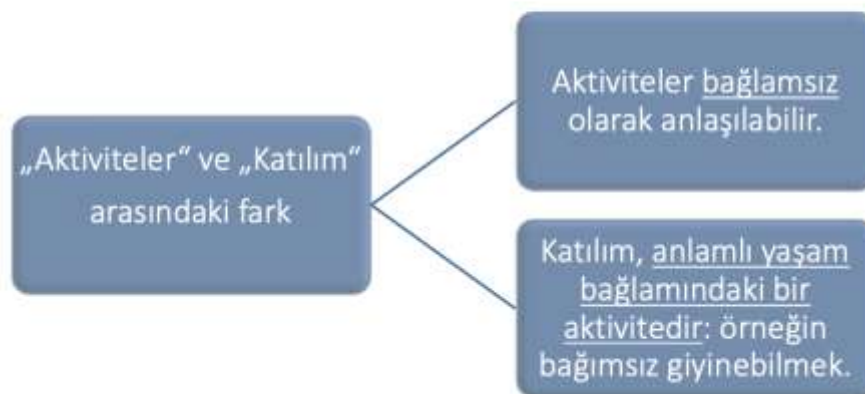 „Aktiviteler“ ve „Katılım“
arasındaki fark
Aktiviteler bağlamsız
olarak anlaşılabilir.
Katılım, anlamlı yaşam
bağlamındaki bir
aktivitedir: örneğin
bağımsız giyinebilmek.